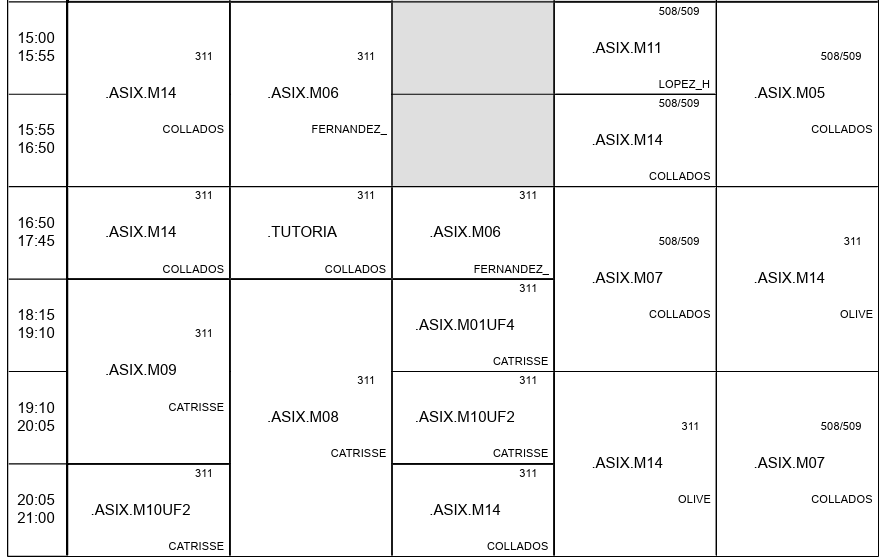 508/509
15:00
15:55
311
.ASIX.M14
COLLADOS
311
.ASIX.M06
FERNANDEZ_
.ASIX.M11
LOPEZ_H
508/509
.ASIX.M05
COLLADOS
15:55
16:50
508/509
.ASIX.M14
COLLADOS
16:50
17:45
311
.ASIX.M14
COLLADOS
311
.TUTORIA
COLLADOS
311
.ASIX.M06
FERNANDEZ_
508/509
.ASIX.M07
COLLADOS
311
.ASIX.M14
OLIVE
18:15
19:10
311
.ASIX.M09
CATRISSE
311
.ASIX.M08
CATRISSE
311
.ASIX.M01UF4
CATRISSE
19:10
20:05
311
.ASIX.M10UF2
CATRISSE
311
.ASIX.M14
OLIVE
508/509
.ASIX.M07
COLLADOS
20:05
21:00
311
.ASIX.M10UF2
CATRISSE
311
.ASIX.M14
COLLADOS